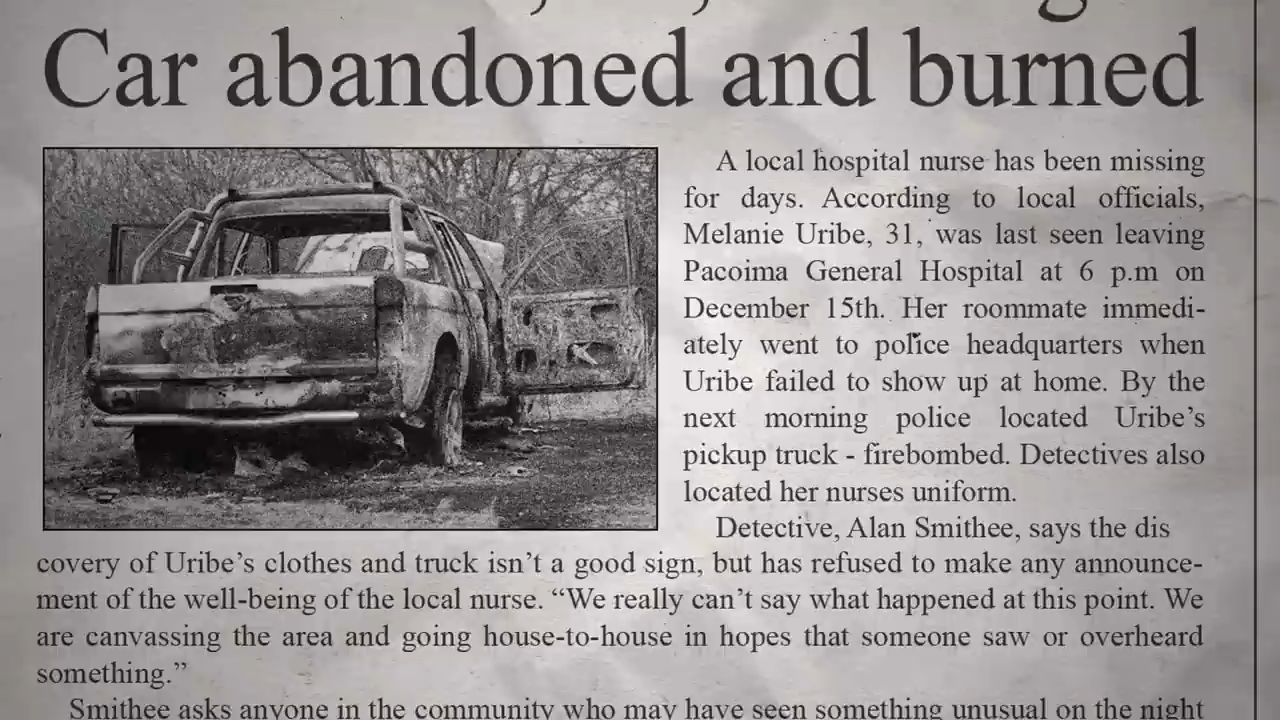 Car abandoned and burned
A local hospital nurse has been missing
for days. According to local officials,
Melanie Uribe, 31, was last seen leaving
Pacoima General Hospital at 6 p.m on
December 15th. Her roommate immedi-
ately went to police headquarters when
Uribe failed to show up at home. By the
next morning police located Uribe’s
pickup truck - firebombed. Detectives also
located her nurses uniform.
Detective, Alan Smithee, says the dis
covery of Uribe’s clothes and truck isn’t a good sign, but has refused to make any announce-
ment of the well-being of the local nurse. “We really can’t say what happened at this point. We
are canvassing the area and going house-to-house in hopes that someone saw or overheard
something.”
Smithee asks anyone in the community who may have seen something unusual on the night